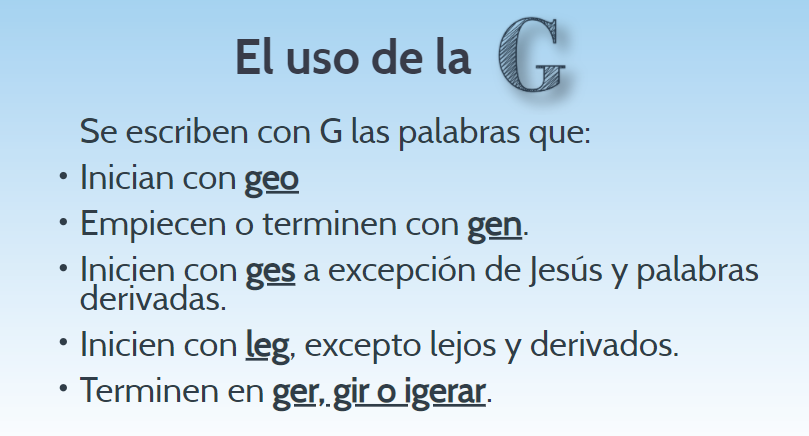 El uso de la G
Se escriben con G las palabras que:
• Inician con geo
• Empiecen o terminen con gen.
• Inicien con ges a excepción de Jesús y palabras
derivadas.
• Inicien con leg, excepto lejos y derivados.
• Terminen en ger, gir o igerar.